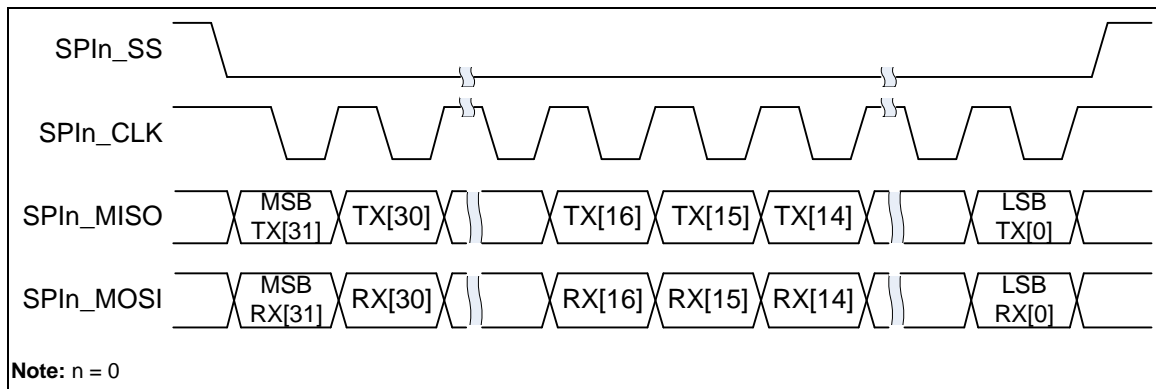 SPIn_SS
SPIn_CLK
SPIn_MISO
MSB
TX[31]
TX[30]
TX[16]
TX[15]
TX[14]
LSB
TX[0]
SPIn_MOSI
MSB
RX[31]
RX[30]
RX[16]
RX[15]
RX[14]
LSB
RX[0]
Note: n = 0